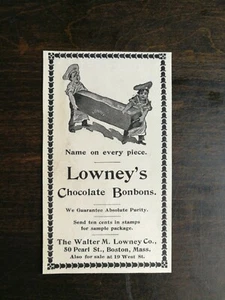 Name on every piece.
Lowney's
Chocolate Bonbons.
We Guarantee Absolute Purity.
Send ten cents in stamps
for sample package.
The Walter M. Lowney Co.,
50 Pearl St., Boston, Mass.
Also for sale at 19 West St.